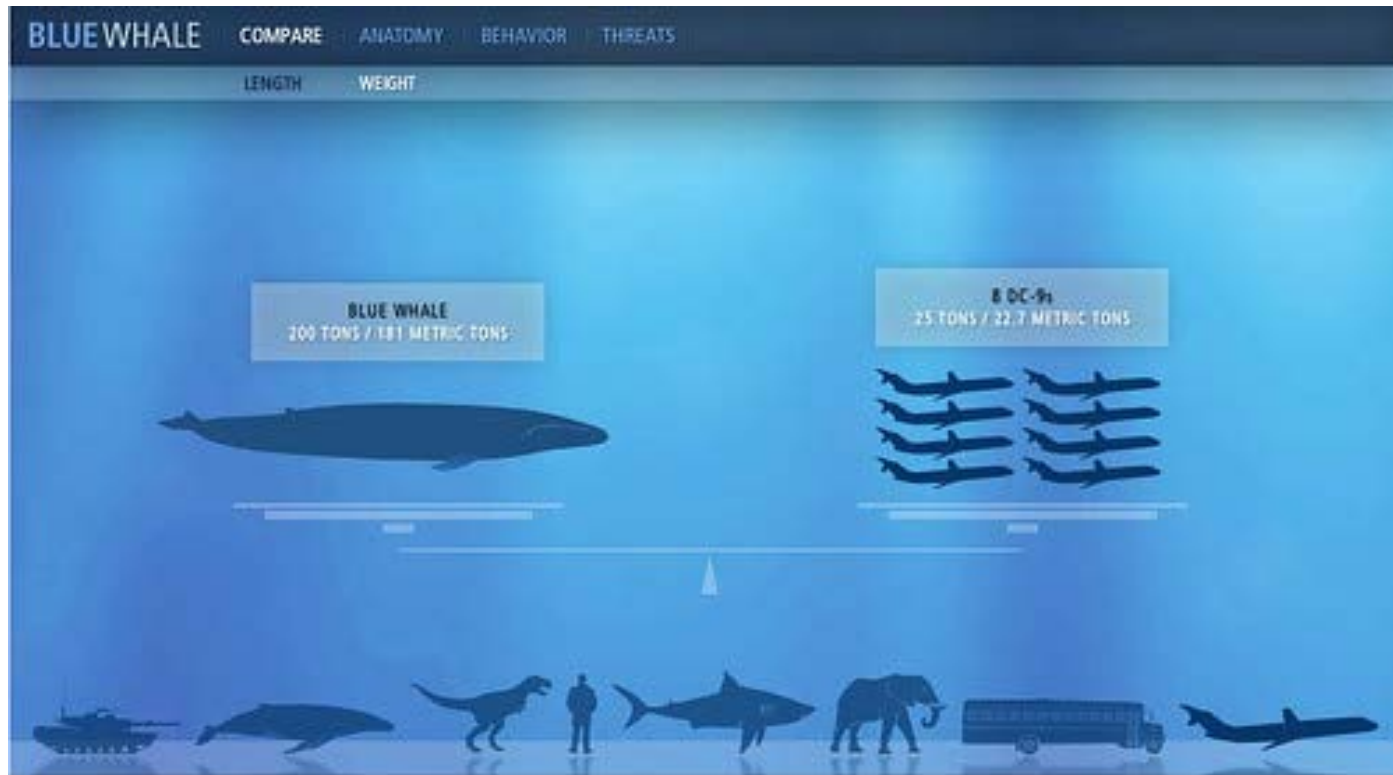 BLUE WHALE COMPARE ANATOMY BEHAVIOR THREATS
LENGTH WEIGHT
BLUE WHALE
200 TONS / 181 METRIC TONS
8 DC-9s
25 TONS / 22.7 METRIC TONS